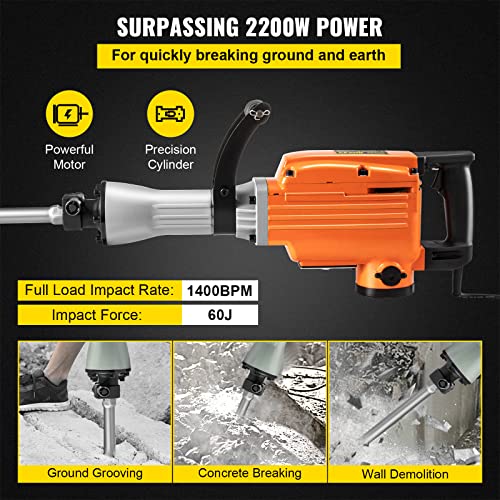 SURPASSING 2200W POWER
For quickly breaking ground and earth
Powerful
Motor
Precision
Cylinder
Full Load Impact Rate: 1400BPM
Impact Force: 60J
Ground Grooving
Concrete Breaking
Wall Demolition